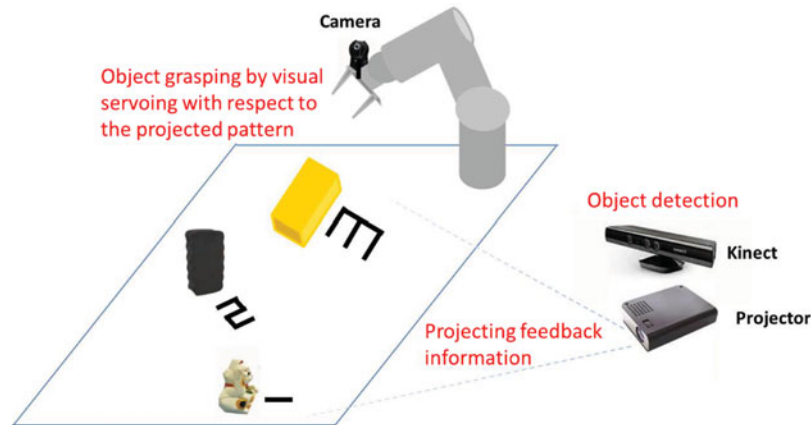 Camera
Object grasping by visual
servoing with respect to
the projected pattern
Object detection
Kinect
Projector
Projecting feedback
information